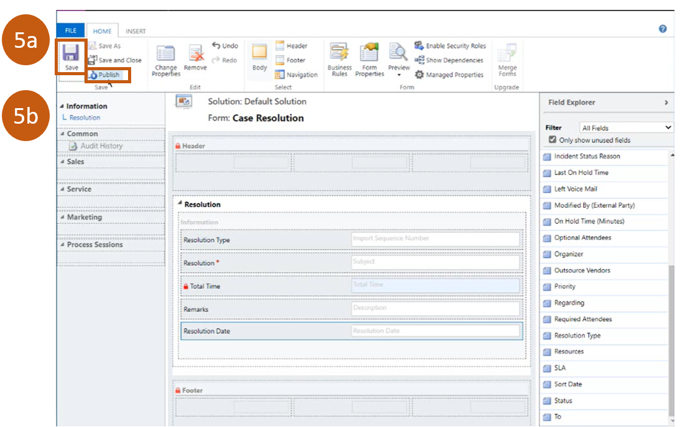 5a
5b
FILE HOME INSERT
Save
Save As
Save and Close
Publish
Save
Change Properties
Remove
Undo
Redo
Edit
Body
Header
Footer
Navigation
Select
Business Rules
Form Properties
Preview
Enable Security Roles
Show Dependencies
Managed Properties
Form
Merge Forms
Upgrade
Information
Resolution
Common
Audit History
Sales
Service
Marketing
Process Sessions
Solution: Default Solution
Form: Case Resolution
Header
Resolution
Information
Resolution Type Import Sequence Number
Resolution * Subject
Total Time Total Time
Remarks Description
Resolution Date Resolution Date
Footer
Field Explorer
Filter All Fields
Only show unused fields
Incident Status Reason
Last On Hold Time
Left Voice Mail
Modified By (External Party)
On Hold Time (Minutes)
Optional Attendees
Organizer
Outsource Vendors
Priority
Regarding
Required Attendees
Resolution Type
Resources
SLA
Sort Date
Status
To